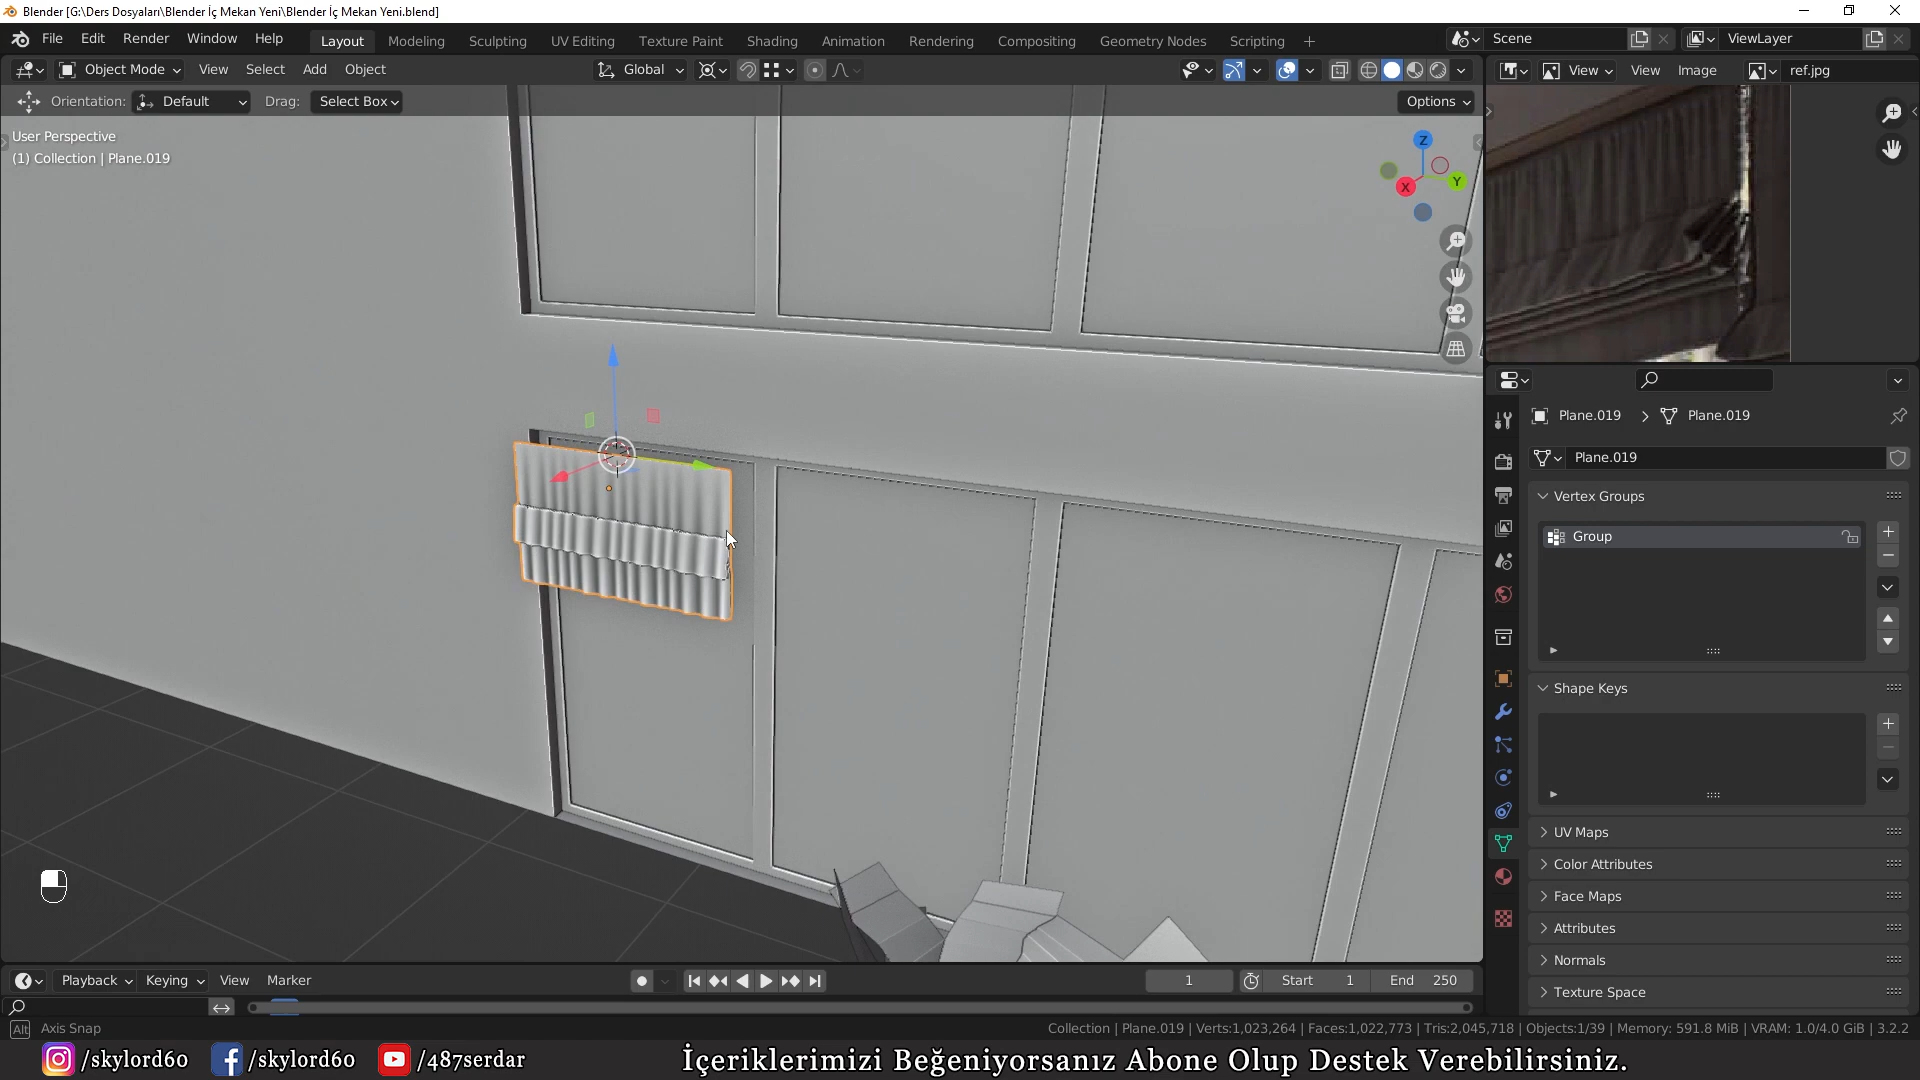 Blender [G:\Ders Dosyaları\Blender İç Mekan Yeni\Blender İç Mekan Yeni.blend]
File Edit Render Window Help Layout Modeling Sculpting UV Editing Texture Paint Shading Animation Rendering Compositing Geometry Nodes Scripting + Scene ViewLayer
Object Mode View Select Add Object Global View View Image ref.jpg
Orientation: Default Drag: Select Box Options
User Perspective
(1) Collection | Plane.019
Z
Y
X
Plane.019 > Plane.019
Plane.019
Vertex Groups
Group
Shape Keys
UV Maps
Color Attributes
Face Maps
Attributes
Normals
Texture Space
Playback Keying View Marker 1 Start 1 End 250
Alt Axis Snap Collection | Plane.019 | Verts:1,023,264 | Faces:1,022,773 | Tris:2,045,718 | Objects:1/39 | Memory: 591.8 MiB | VRAM: 1.0/4.0 GiB | 3.2.2
/skylord60 /skylord60 /487serdar İçeriklerimizi Beğeniyorsanız Abone Olup Destek Verebilirsiniz.